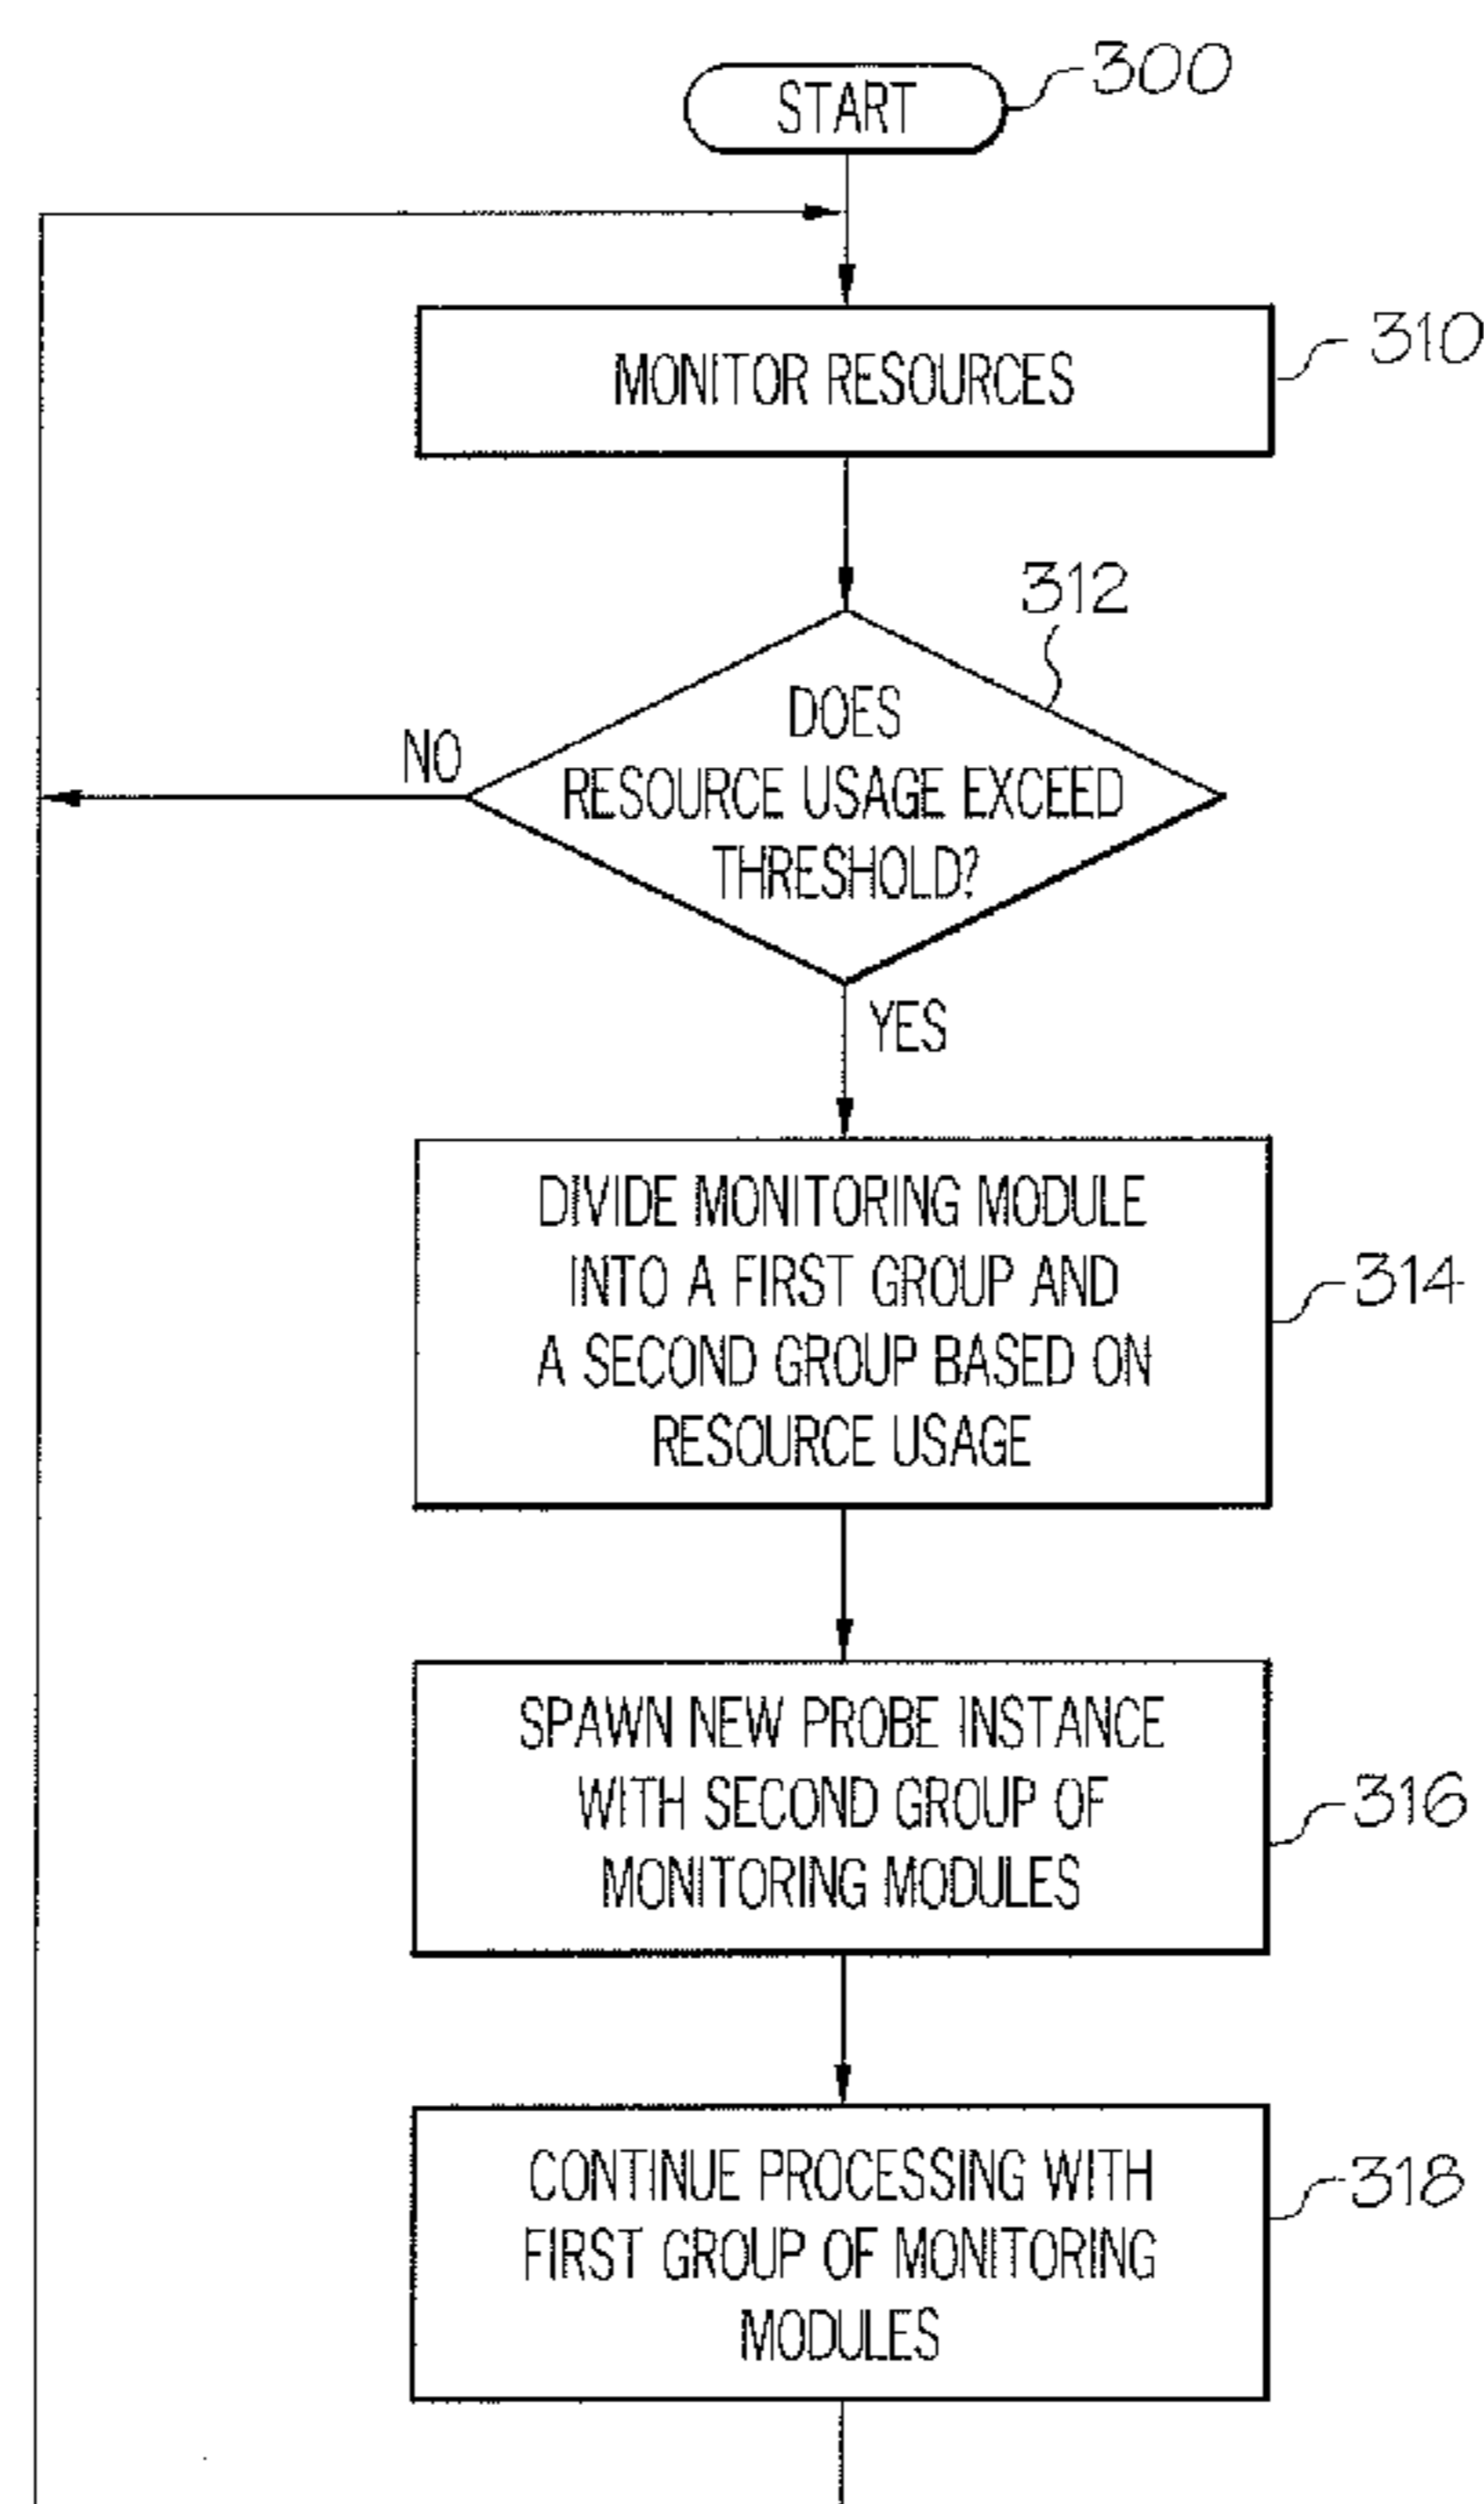 START
300
MONITOR RESOURCES
310
312
DOES
RESOURCE USAGE EXCEED
THRESHOLD?
NO
YES
DIVIDE MONITORING MODULE
INTO A FIRST GROUP AND
A SECOND GROUP BASED ON
RESOURCE USAGE
314
SPAWN NEW PROBE INSTANCE
WITH SECOND GROUP OF
MONITORING MODULES
316
CONTINUE PROCESSING WITH
FIRST GROUP OF MONITORING
MODULES
318